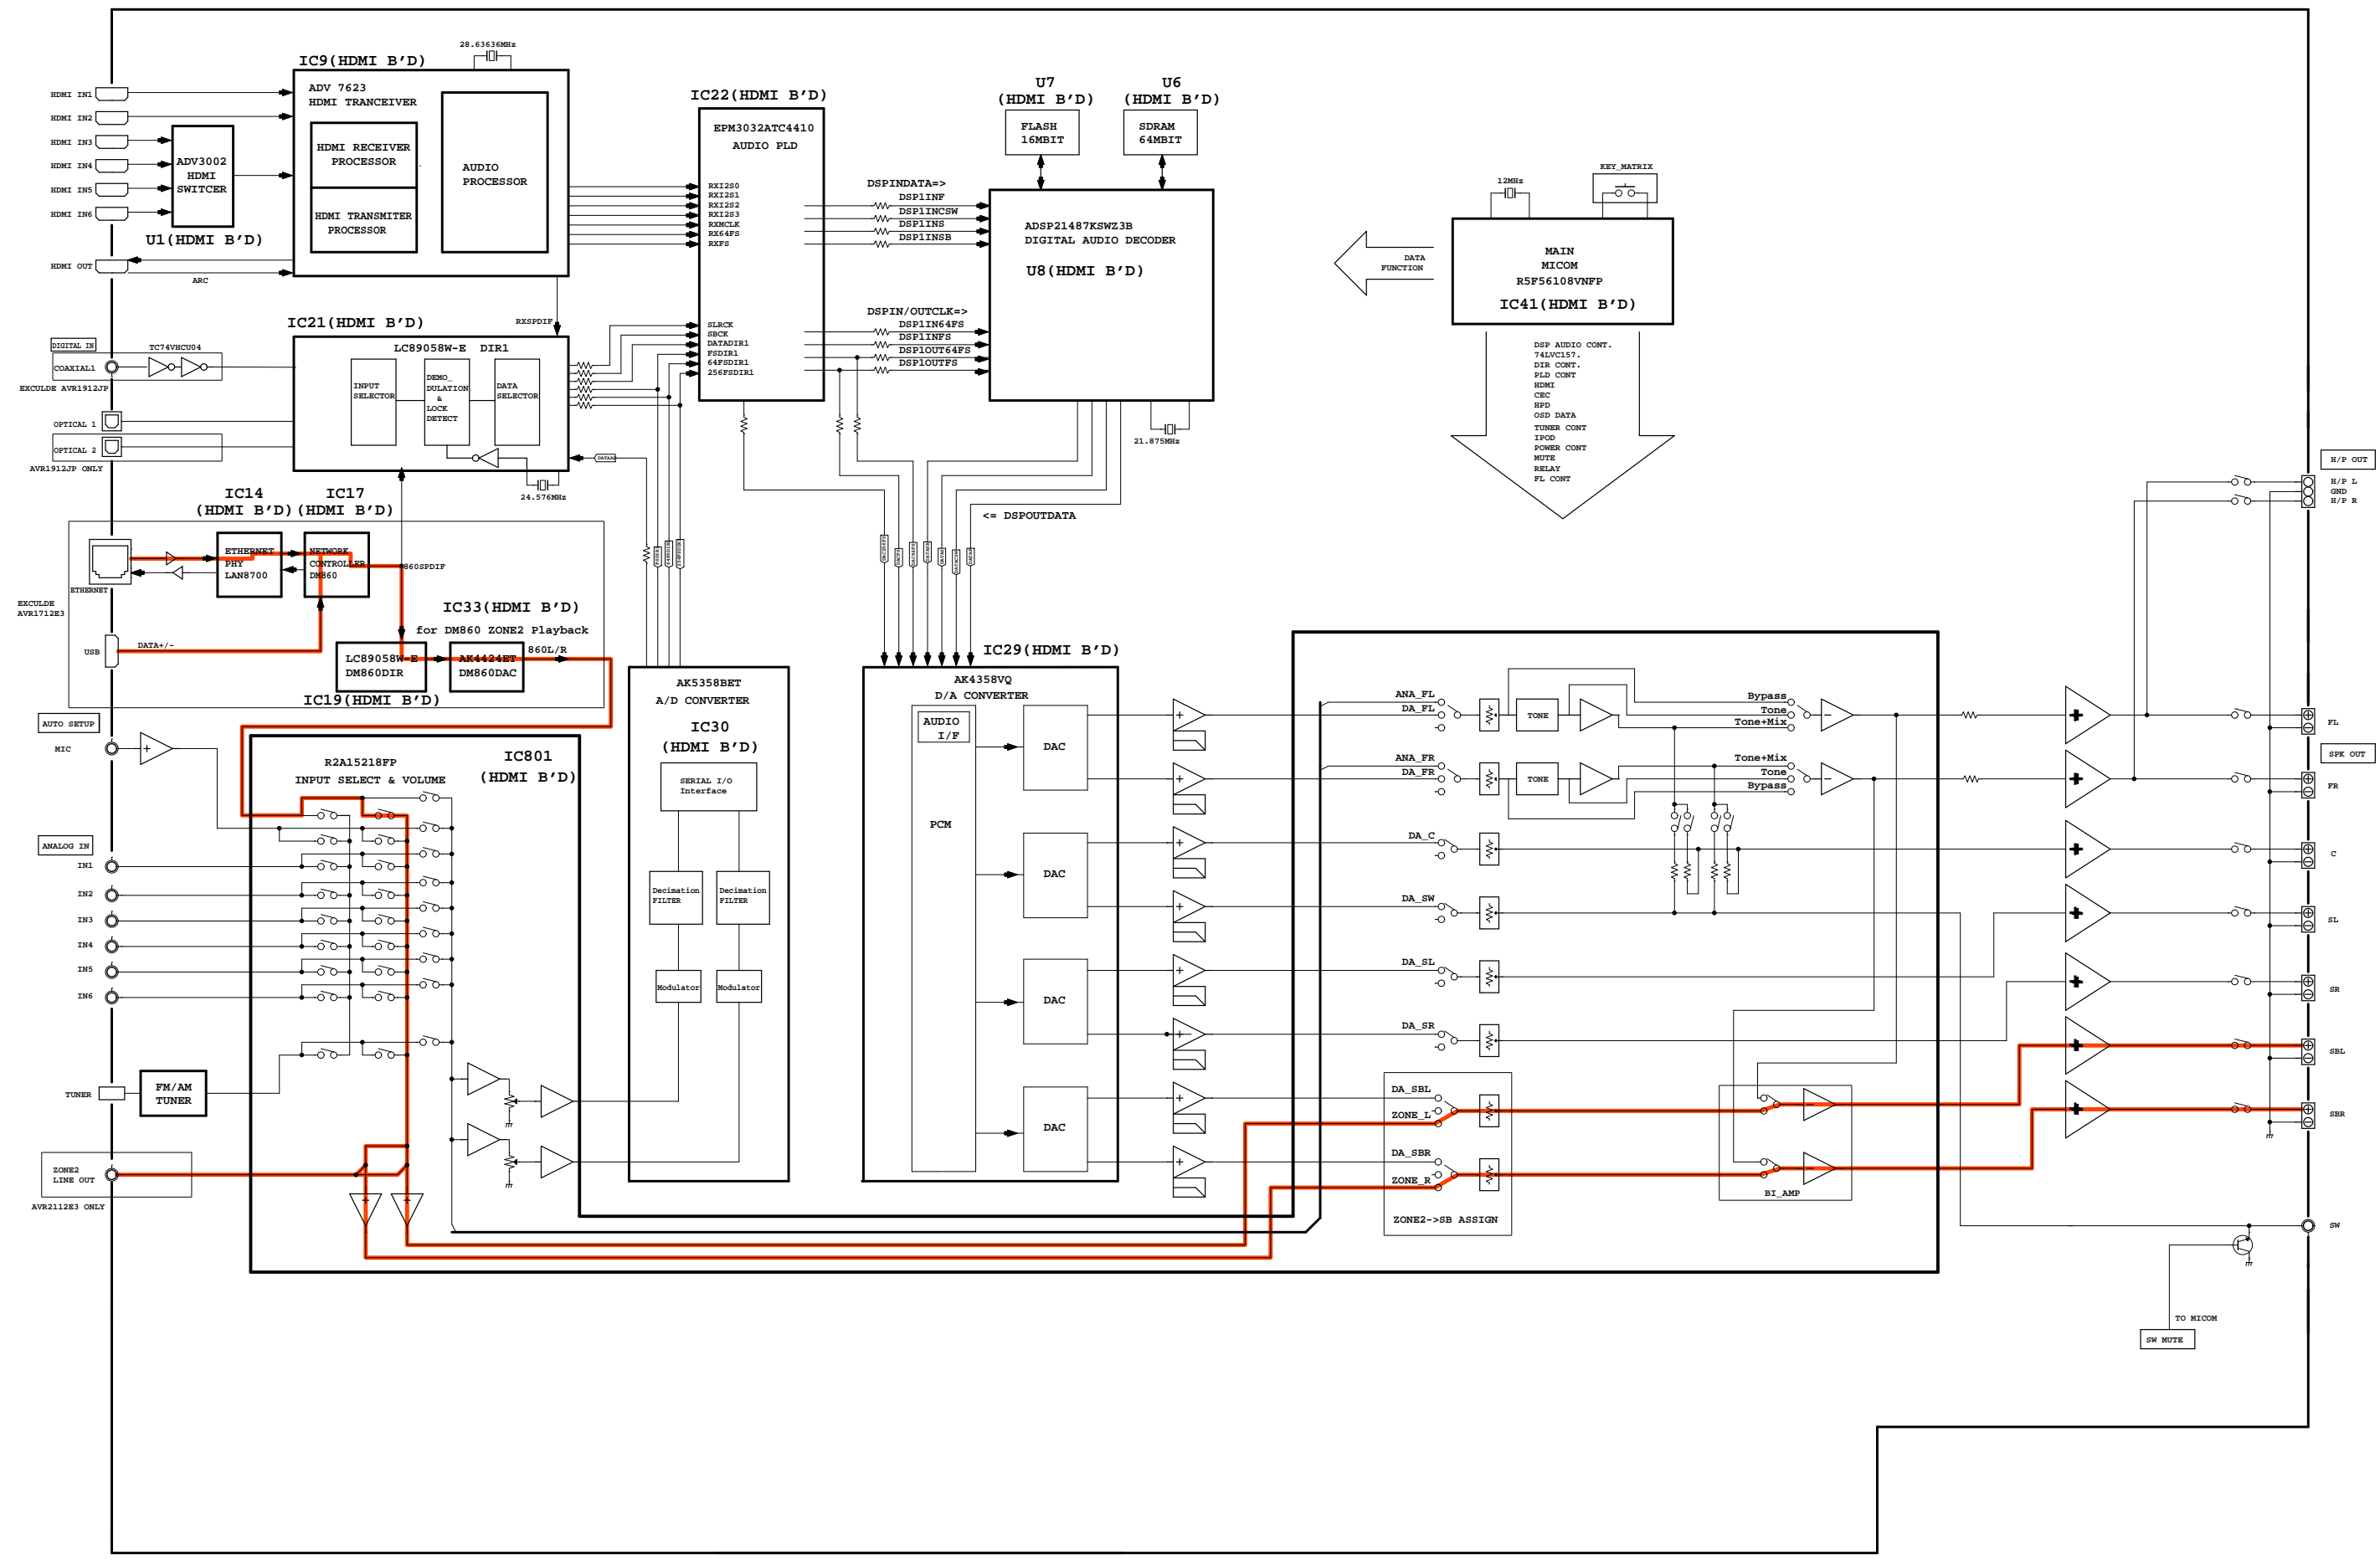 28.63636MHz
IC9(HDMI B'D)
ADV 7623
HDMI TRANCEIVER
HDMI RECEIVER
PROCESSOR
HDMI TRANSMITER
PROCESSOR
AUDIO
PROCESSOR
HDMI IN1
HDMI IN2
HDMI IN3
HDMI IN4
HDMI IN5
HDMI IN6
ADV3002
HDMI
SWITCER
U1(HDMI B'D)
HDMI OUT
ARC
IC22(HDMI B'D)
EPM3032ATC4410
AUDIO PLD
RXI2S0
RXI2S1
RXI2S2
RXI2S3
RXMCLK
RX64FS
RXFS
SLRCK
SBCK
DATADIR1
FSDIR1
64FSDIR1
256FSDIR1
DSPINDATA=>
DSP1INF
DSP1INCSW
DSP1INS
DSP1INSB
DSPIN/OUTCLK=>
DSP1IN64FS
DSP1INFS
DSP1OUT64FS
DSP1OUTFS
U7
(HDMI B'D)
FLASH
16MBIT
U6
(HDMI B'D)
SDRAM
64MBIT
ADSP21487KSWZ3B
DIGITAL AUDIO DECODER
U8(HDMI B'D)
21.875MHz
<= DSPOUTDATA
KEY_MATRIX
12MHz
DATA
FUNCTION
MAIN
MICOM
R5F56108VNFP
IC41(HDMI B'D)
DSP AUDIO CONT.
74LVC157.
DIR CONT.
PLD CONT
HDMI
CEC
HPD
OSD DATA
TUNER CONT
IPOD
POWER CONT
MUTE
RELAY
FL CONT
IC21(HDMI B'D)
RXSPDIF
LC89058W-E DIR1
INPUT
SELECTOR
DEMO_
DULATION
&
LOCK
DETECT
DATA
SELECTOR
24.576MHz
DIGITAL IN
TC74VHCU04
COAXIAL1
EXCULDE AVR1912JP
OPTICAL 1
OPTICAL 2
AVR1912JP ONLY
IC14
(HDMI B'D)
IC17
(HDMI B'D)
ETHERNET
PHY
LAN8700
NETWORK
CONTROLLER
DM860
860SPDIF
ETHERNET
EXCULDE
AVR1712E3
USB
DATA+/-
IC33(HDMI B'D)
for DM860 ZONE2 Playback
LC89058W-E
DM860DIR
AK4424ET
DM860DAC
860L/R
IC19(HDMI B'D)
AUTO SETUP
MIC
R2A15218FP
INPUT SELECT & VOLUME
IC801
(HDMI B'D)
ANALOG IN
IN1
IN2
IN3
IN4
IN5
IN6
TUNER
FM/AM
TUNER
ZONE2
LINE OUT
AVR2112E3 ONLY
AK5358BET
A/D CONVERTER
IC30
(HDMI B'D)
SERIAL I/O
Interface
Decimation
FILTER
Decimation
FILTER
Modulator
Modulator
IC29(HDMI B'D)
AK4358VQ
D/A CONVERTER
AUDIO
I/F
PCM
DAC
DAC
DAC
DAC
ANA_FL
DA_FL
ANA_FR
DA_FR
DA_C
DA_SW
DA_SL
DA_SR
DA_SBL
ZONE_L
DA_SBR
ZONE_R
ZONE2->SB ASSIGN
TONE
TONE
Bypass
Tone
Tone+Mix
Tone+Mix
Tone
Bypass
BI_AMP
H/P OUT
H/P L
GND
H/P R
FL
SPK OUT
FR
C
SL
SR
SBL
SBR
SW
TO MICOM
SW MUTE